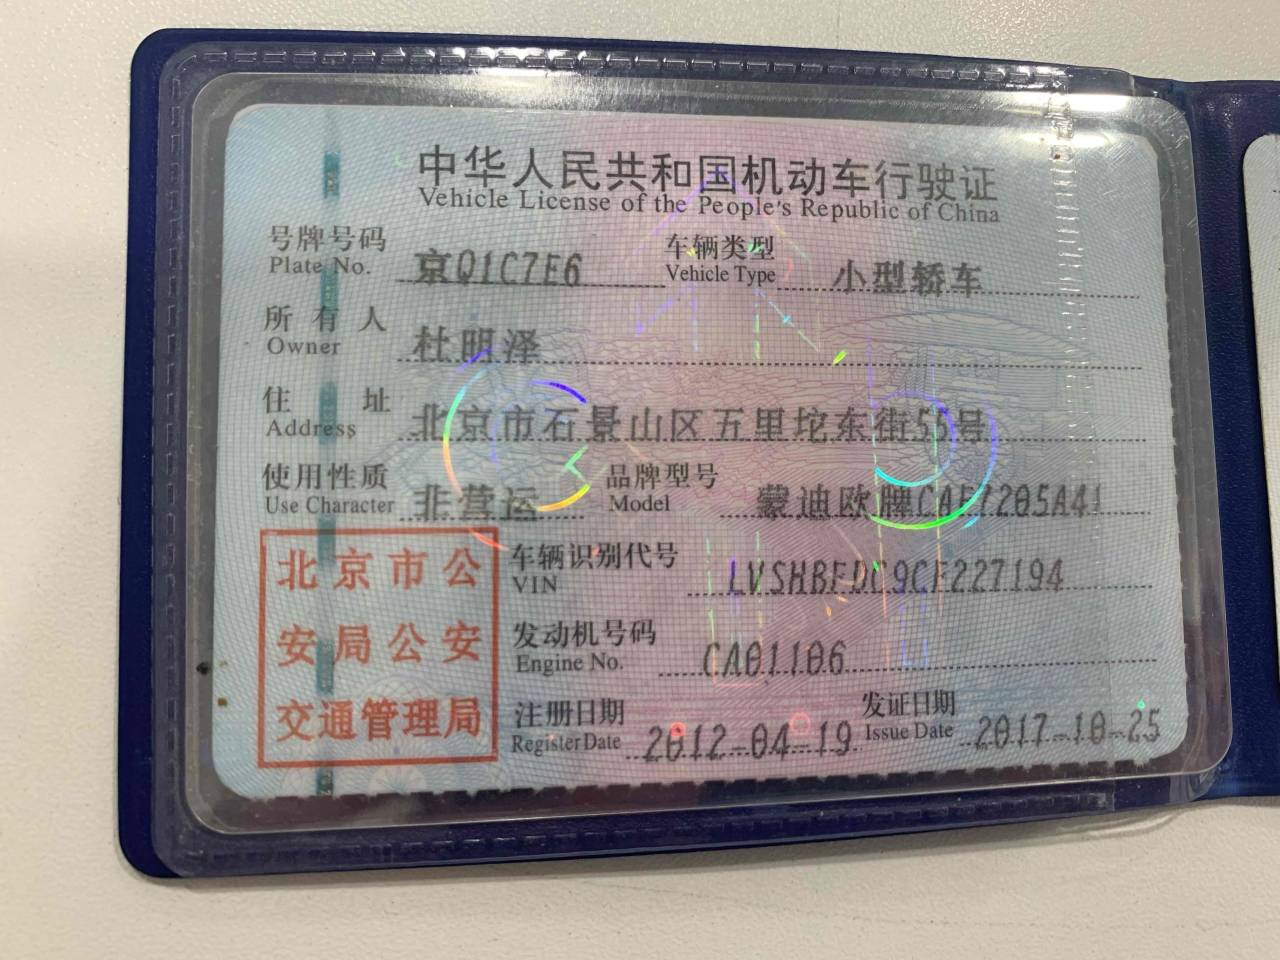 中华人民共和国机动车行驶证
Vehicle License of the People's Republic of China
号牌号码 京Q1C7E6 车辆类型 小型轿车
Plate No. Vehicle Type
所有人 杜明泽
Owner
住址 北京市石景山区五里坨东街55号
Address
使用性质 非营运 品牌型号 蒙迪欧牌CAF7205A41
Use Character Model
北京市公
安局公安
交通管理局
车辆识别代号 LVSHBFDC9CF227194
VIN
发动机号码 CA01106
Engine No.
注册日期 2012-04-19 发证日期 2017-10-25
Register Date Issue Date